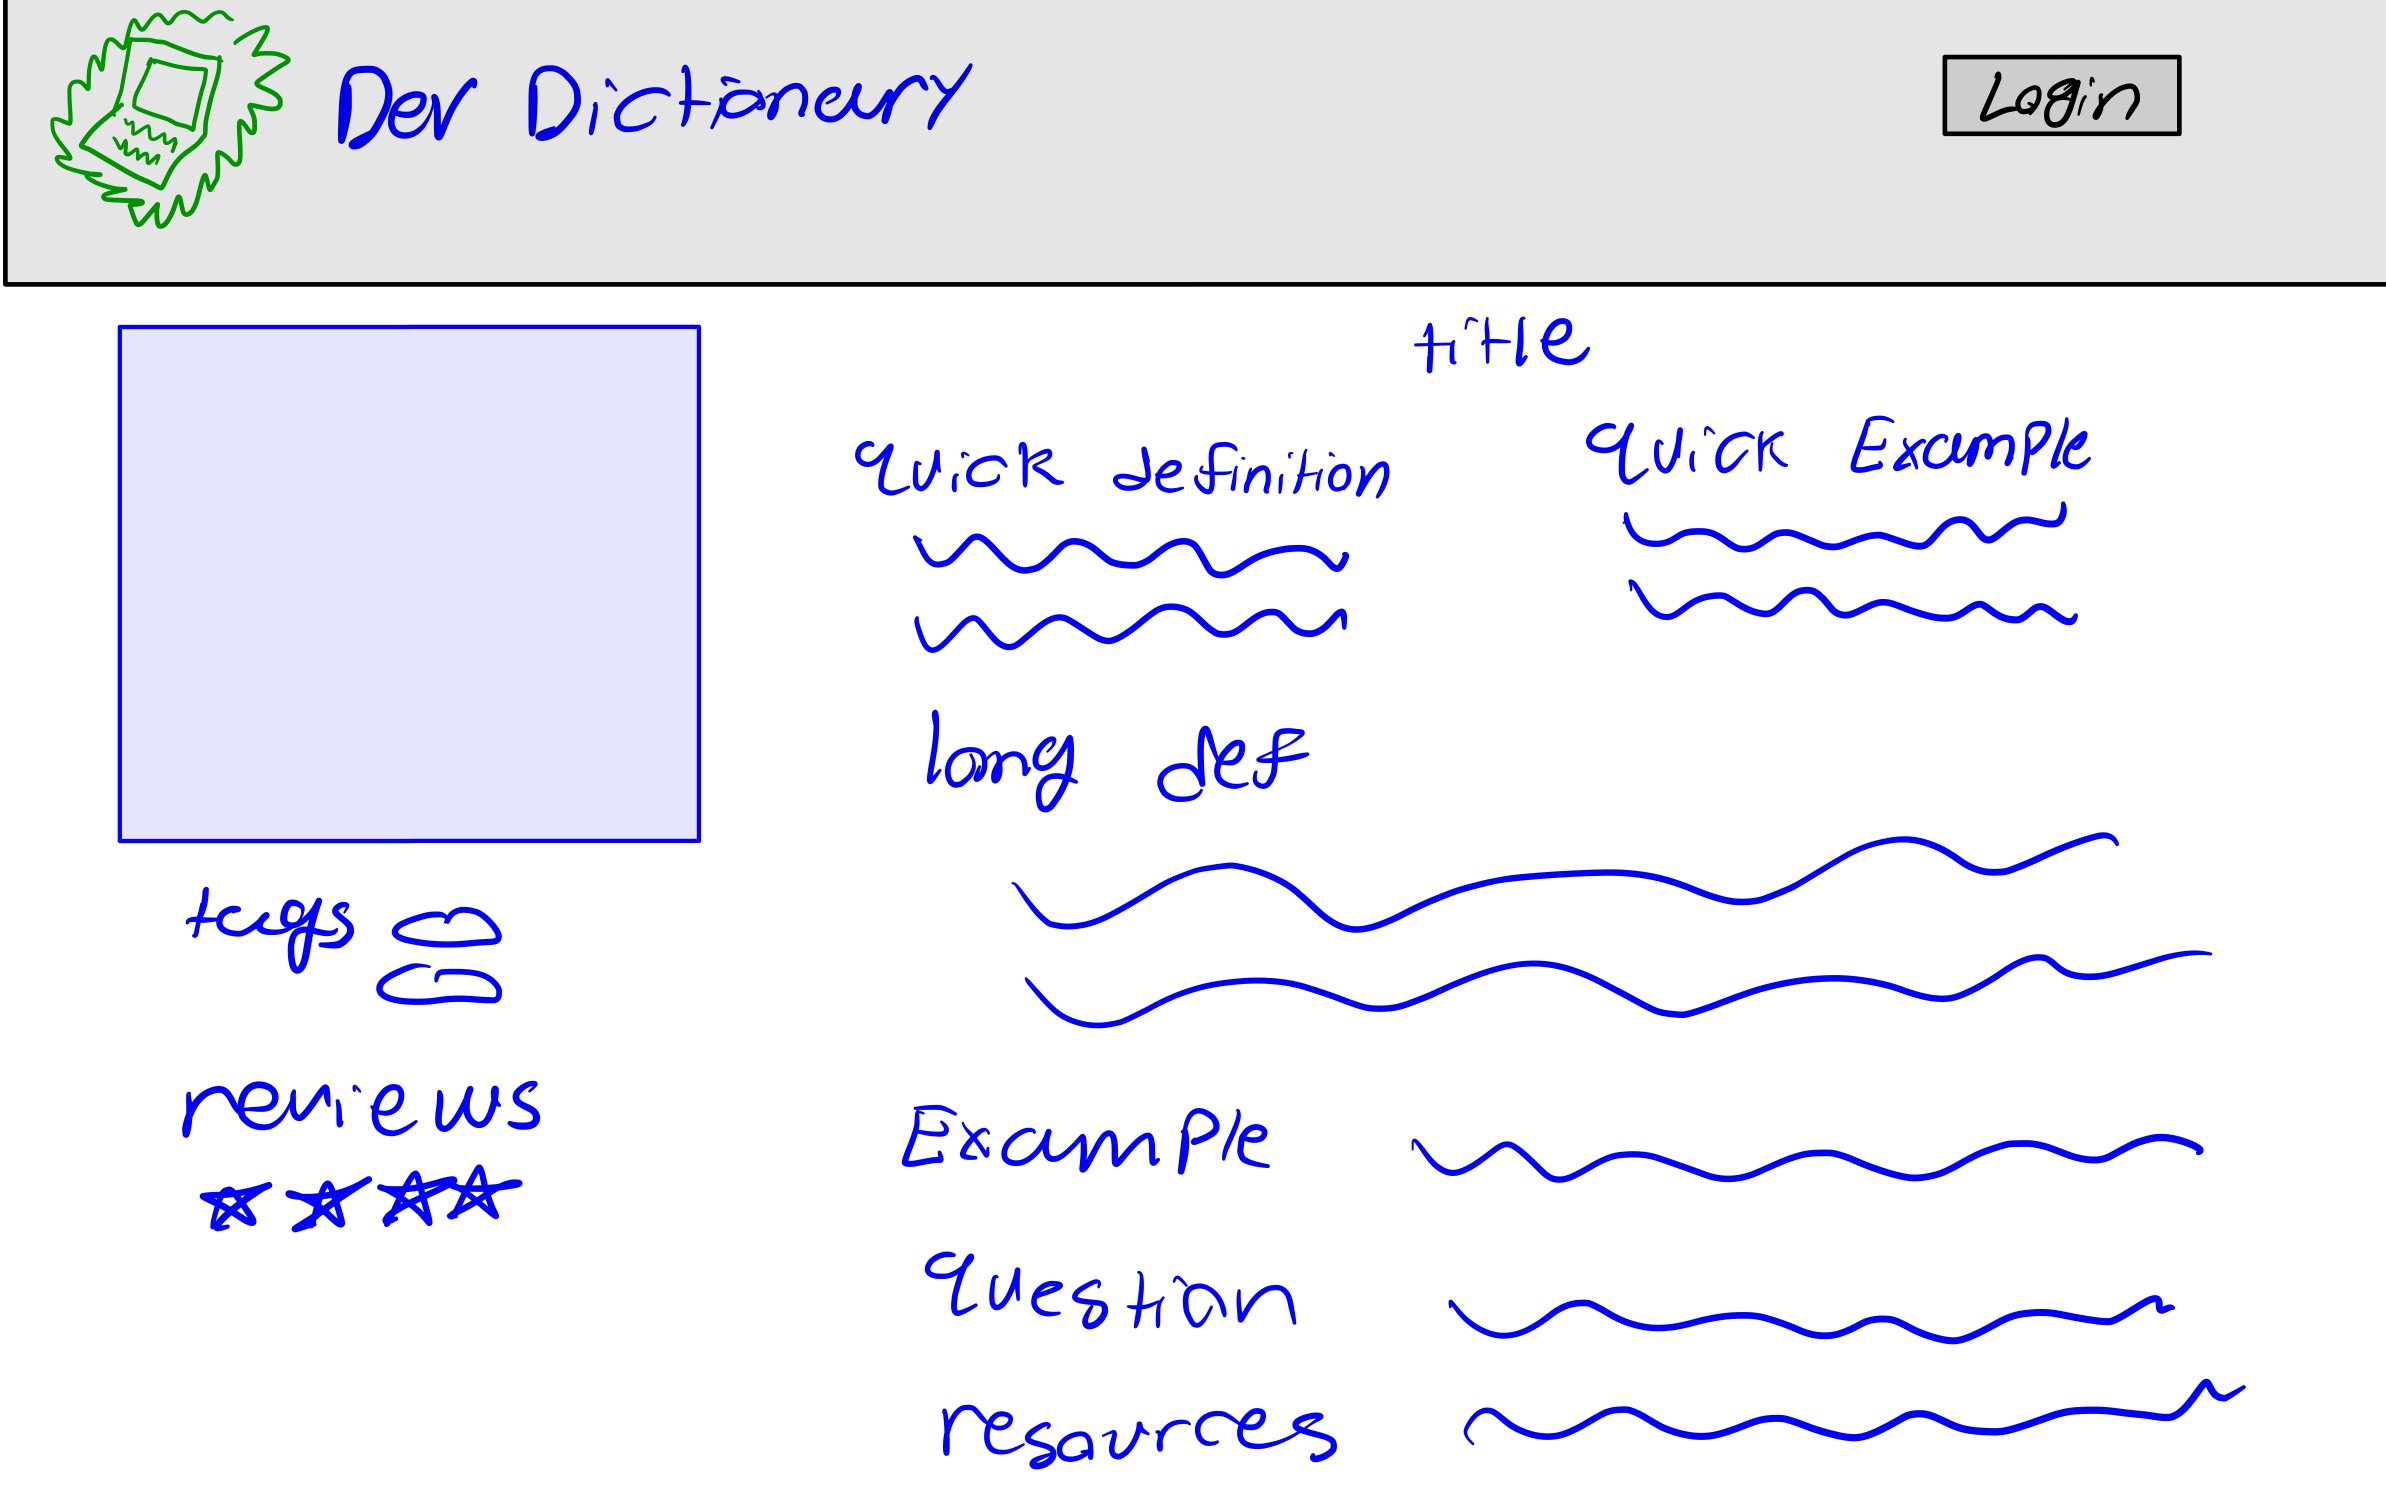 Dev Dictionary
Login
title
quick definition
quick Example
long def
tags
reviews
Example
question
resources